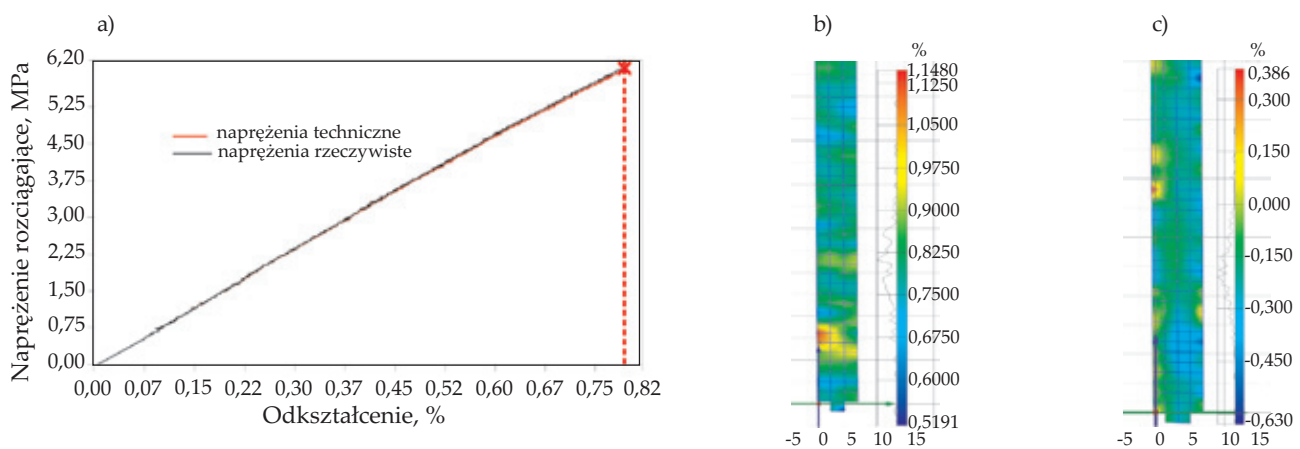 a)
Naprężenie rozciągające, MPa
6,20
5,25
4,50
3,75
3,00
2,25
1,50
0,75
0,00
naprężenia techniczne
naprężenia rzeczywiste
0,00 0,07 0,15 0,22 0,30 0,37 0,45 0,52 0,60 0,67 0,75 0,82
Odkształcenie, %
b)
%
1,1480
1,1250
1,0500
0,9750
0,9000
0,8250
0,7500
0,6750
0,6000
0,5191
-5 0 5 10 15
c)
%
0,386
0,300
0,150
0,000
-0,150
-0,300
-0,450
-0,630
-5 0 5 10 15